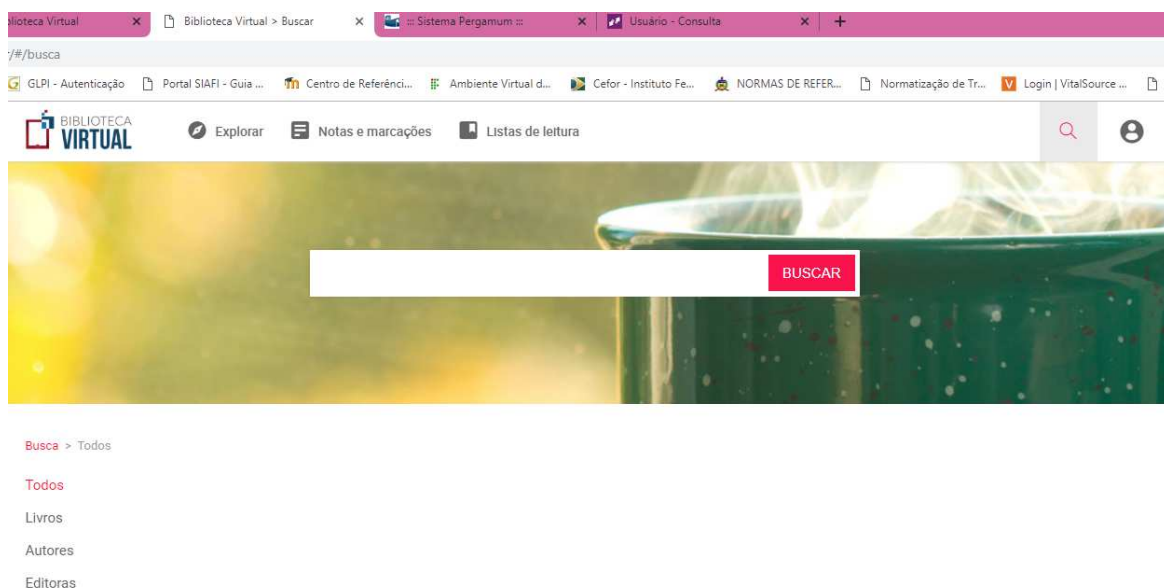 blioteca Virtual Biblioteca Virtual > Buscar ::: Sistema Pergamum ::: Usuário - Consulta
r/#/busca
GLPI - Autenticação Portal SIAFI - Guia ... Centro de Referênci... Ambiente Virtual d... Cefor - Instituto Fe... NORMAS DE REFER... Normatização de Tr... Login | VitalSource ...
BIBLIOTECA
VIRTUAL Explorar Notas e marcações Listas de leitura
BUSCAR
Busca > Todos
Todos
Livros
Autores
Editoras